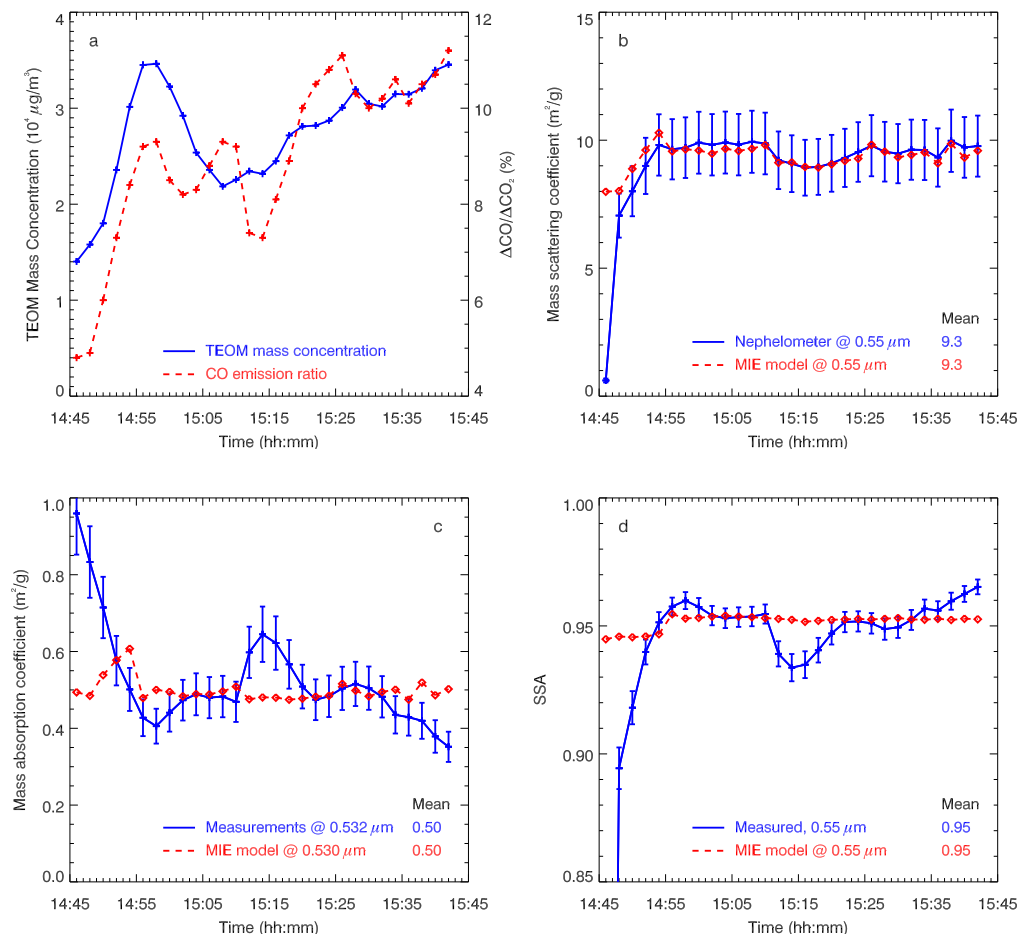 a
4
3
2
1
0
12
10
8
6
4
TEOM Mass Concentration (10⁴ μg/m³)
ΔCO/ΔCO₂ (%)
TEOM mass concentration
CO emission ratio
14:45 14:55 15:05 15:15 15:25 15:35 15:45
Time (hh:mm)
b
15
10
5
0
Mass scattering coefficient (m²/g)
Mean
Nephelometer @ 0.55 μm 9.3
MIE model @ 0.55 μm 9.3
14:45 14:55 15:05 15:15 15:25 15:35 15:45
Time (hh:mm)
c
1.0
0.8
0.6
0.4
0.2
0.0
Mass absorption coefficient (m²/g)
Mean
Measurements @ 0.532 μm 0.50
MIE model @ 0.530 μm 0.50
14:45 14:55 15:05 15:15 15:25 15:35 15:45
Time (hh:mm)
d
1.00
0.95
0.90
0.85
SSA
Mean
Measured, 0.55 μm 0.95
MIE model @ 0.55 μm 0.95
14:45 14:55 15:05 15:15 15:25 15:35 15:45
Time (hh:mm)